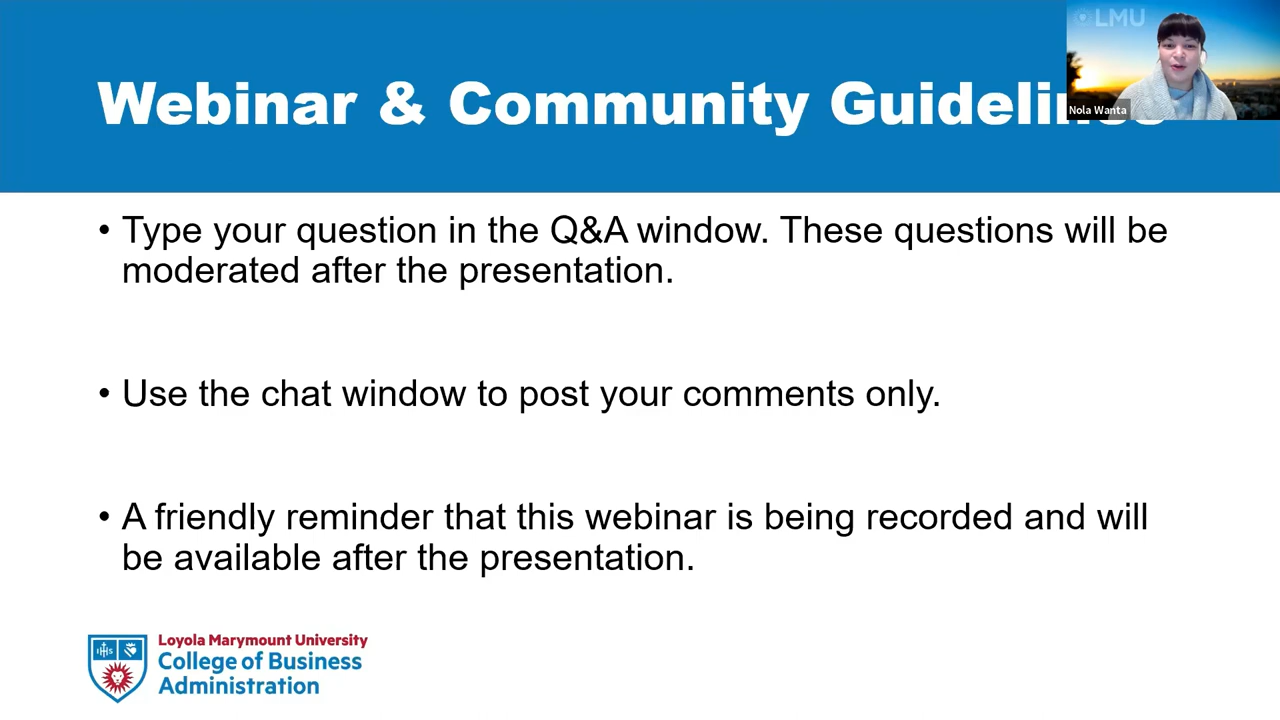 LMU
Webinar & Community Guidelines
Nola Wanta
• Type your question in the Q&A window. These questions will be
moderated after the presentation.
• Use the chat window to post your comments only.
• A friendly reminder that this webinar is being recorded and will
be available after the presentation.
IHS
Loyola Marymount University
College of Business
Administration